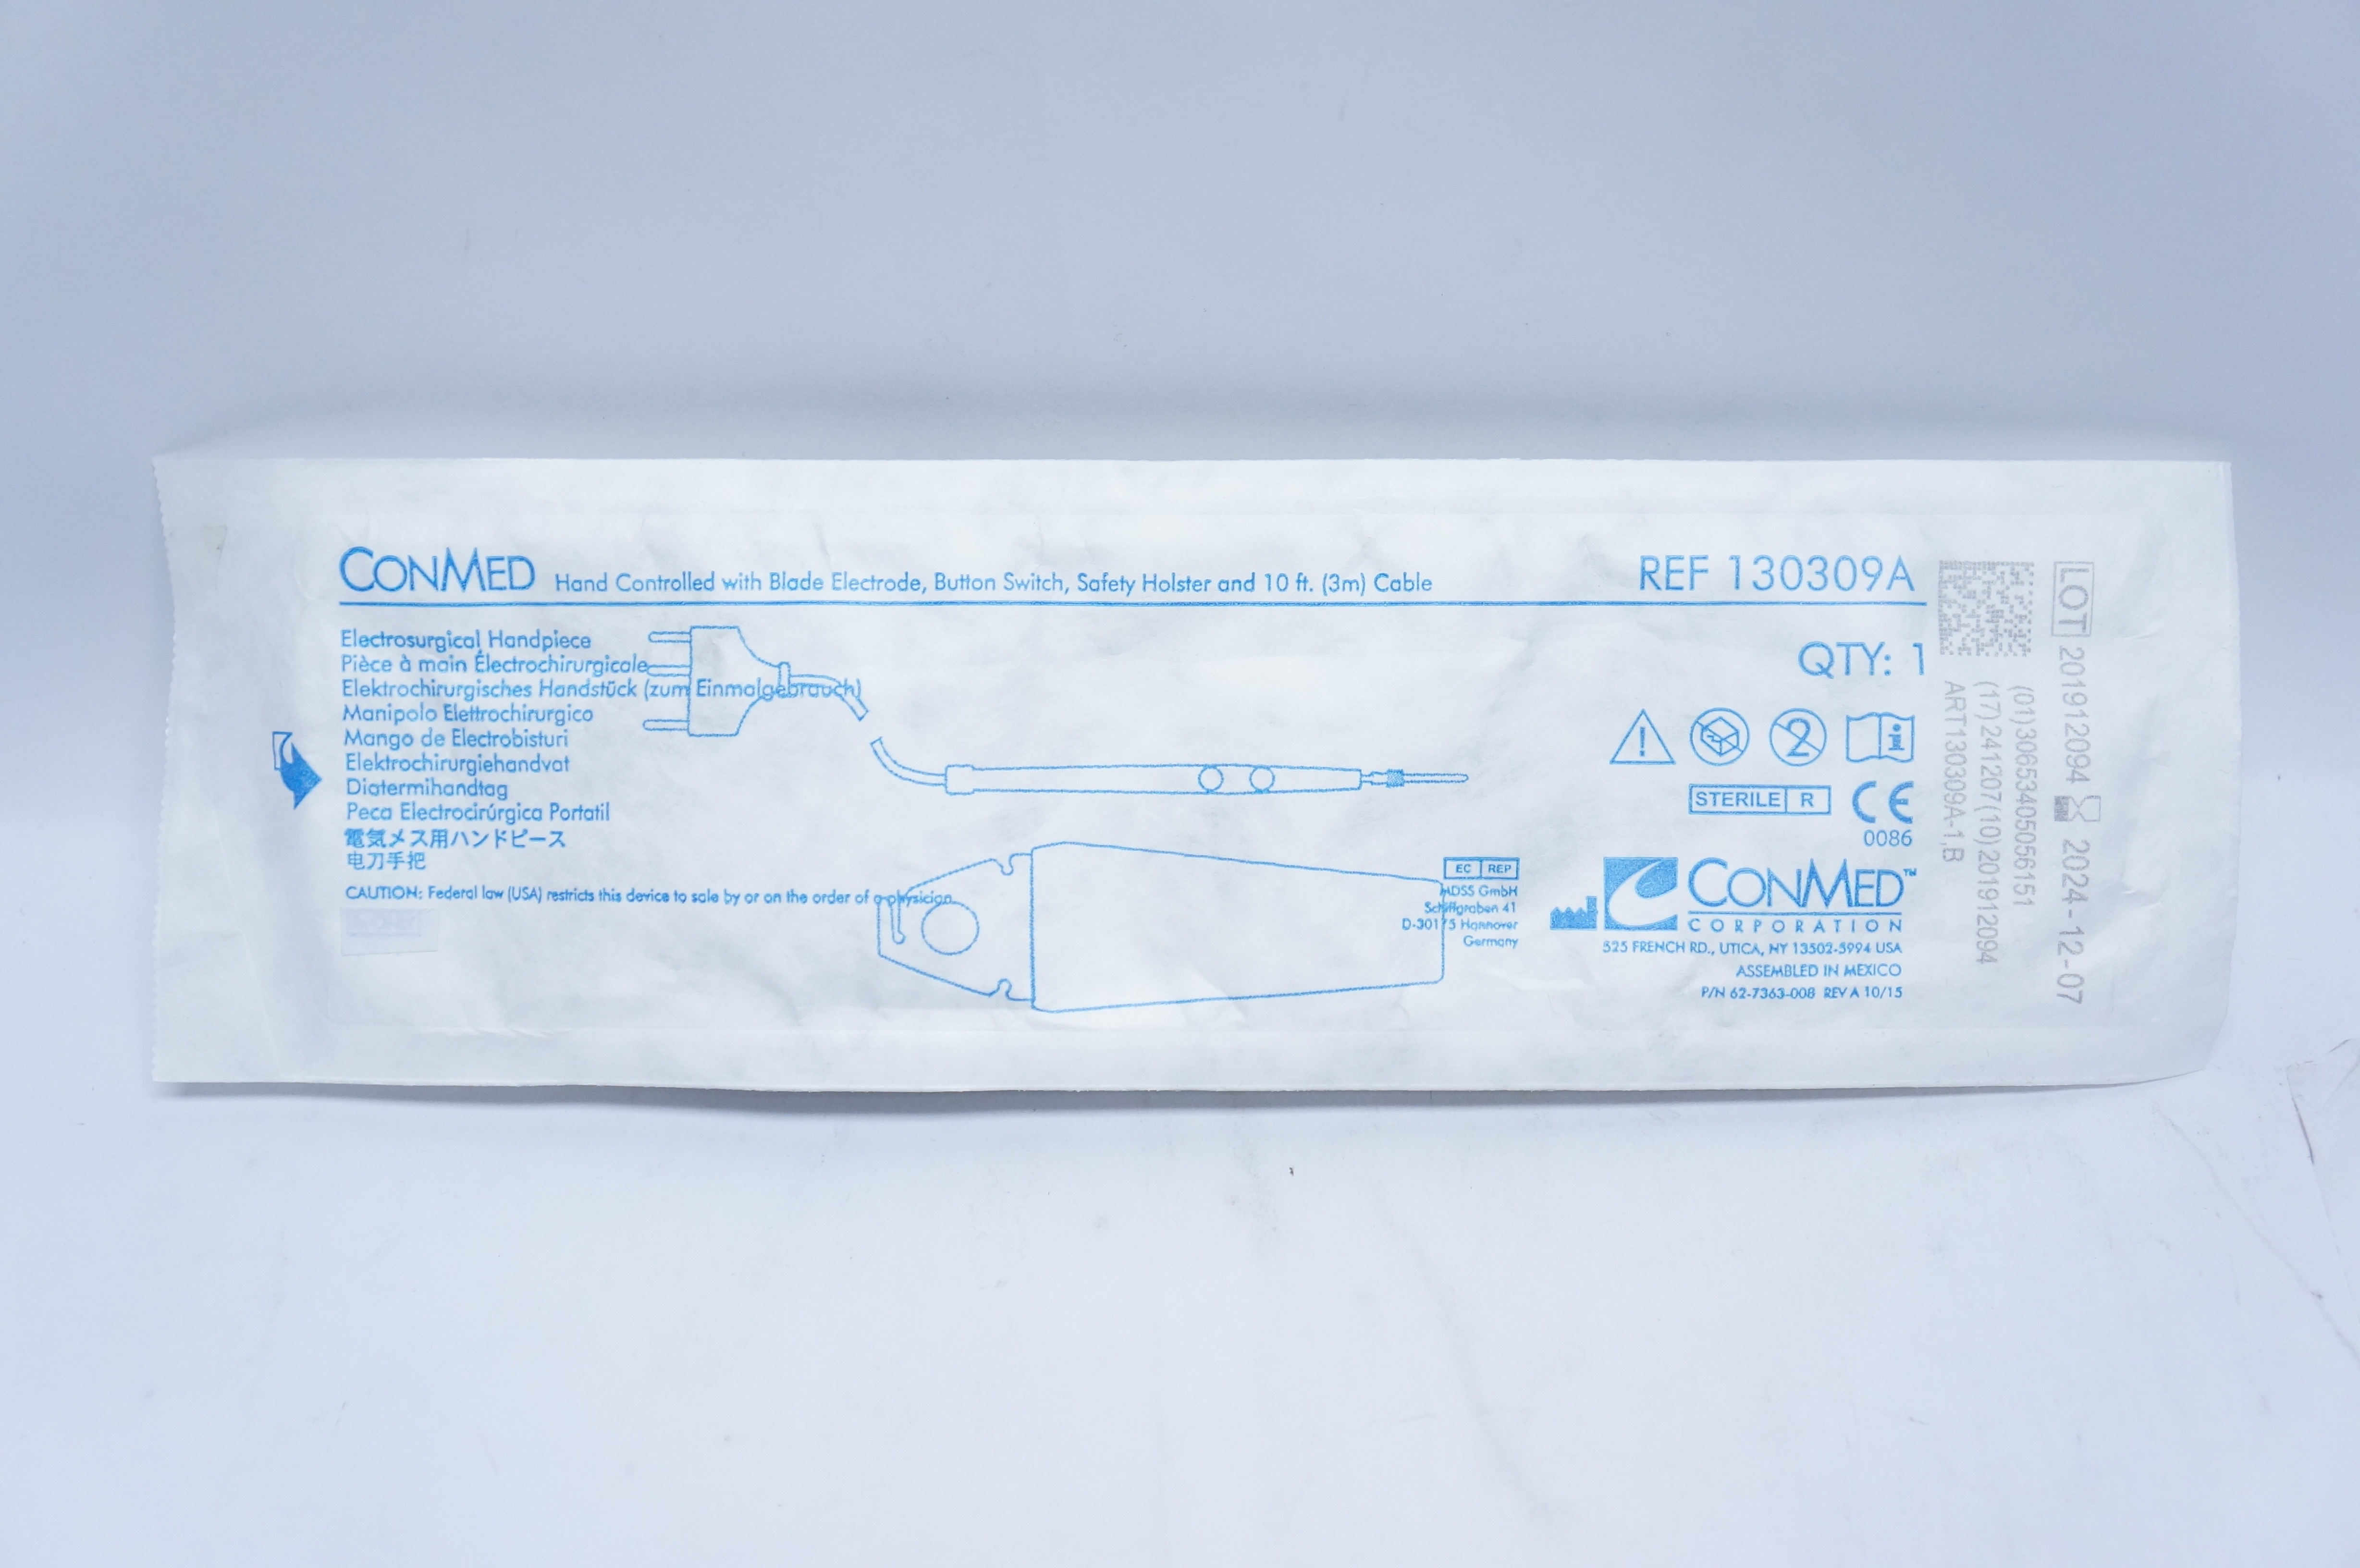 CONMED Hand Controlled with Blade Electrode, Button Switch, Safety Holster and 10 ft. (3m) Cable REF 130309A
Electrosurgical Handpiece
Pièce à main Électrochirurgicale
Elektrochirurgisches Handstück (zum Einmalgebrauch)
Manipolo Elettrochirurgico
Mango de Electrobisturi
Elektrochirurgiehandvat
Diatermihandtag
Peca Electrocirúrgica Portatil
電気メス用ハンドピース
电刀手把
CAUTION: Federal law (USA) restricts this device to sale by or on the order of a physician.
QTY: 1
2
STERILE R
CE
0086
EC REP
MDSS GmbH
Schiffgraben 41
D-30175 Hannover
Germany
CONMED™
CORPORATION
525 FRENCH RD., UTICA, NY 13502-5994 USA
ASSEMBLED IN MEXICO
P/N 62-7363-008 REV A 10/15
LOT 201912094 2024-12-07
(01)30653405056151
(17)241207(10)201912094
ART130309A-1,B